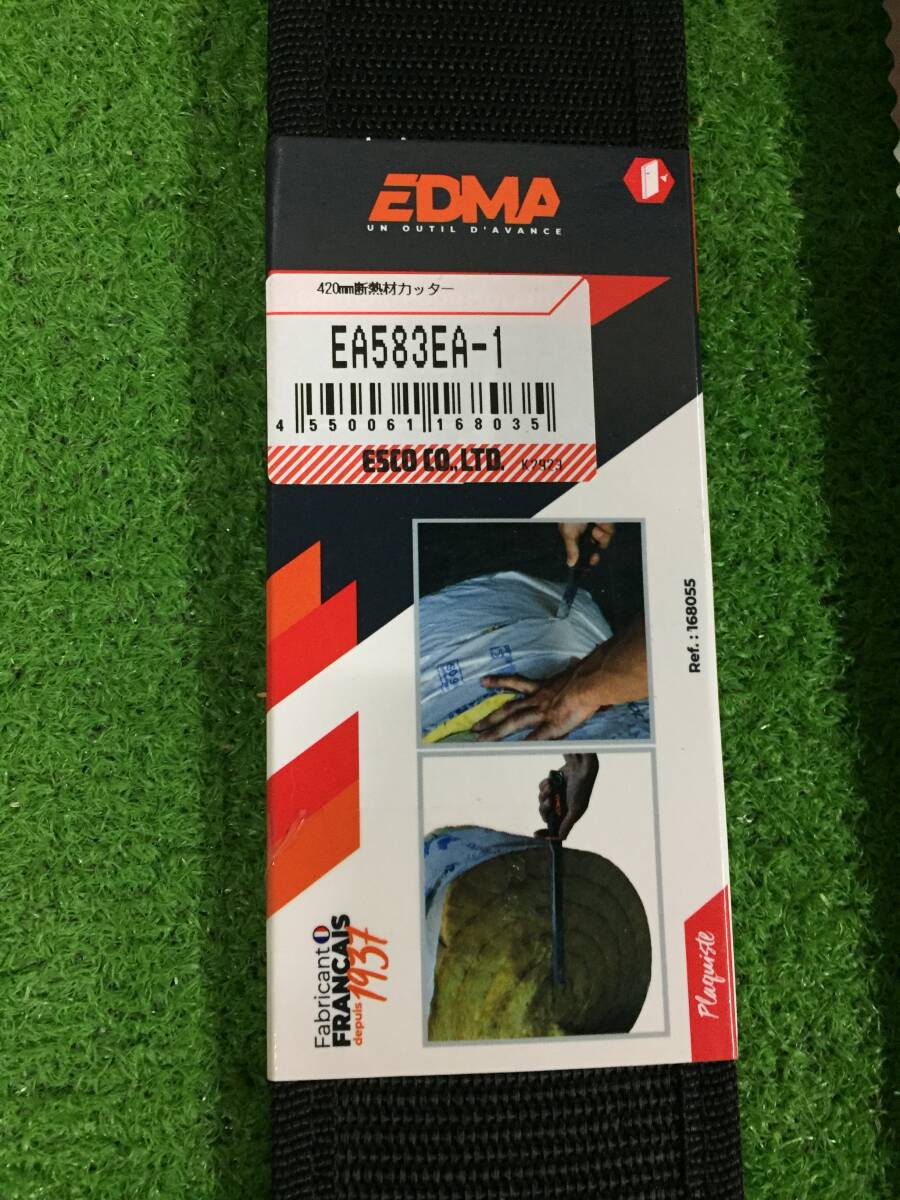 EDMA
UN OUTIL D'AVANCE
420mm断熱材カッター
EA583EA-1
4 550061 168035
ESCO CO.,LTD.
K2923
Ref. : 168055
Fabricant
FRANÇAIS
depuis 1937
Plaquiste